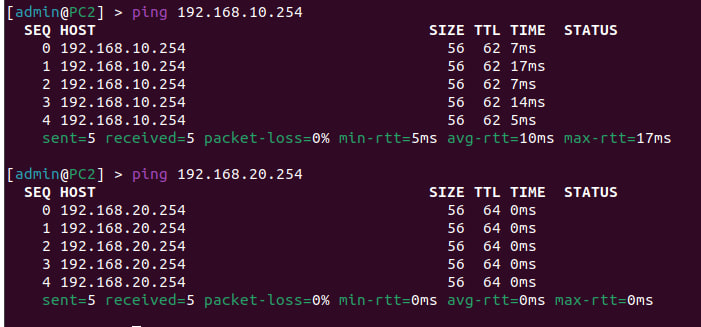 [admin@PC2] > ping 192.168.10.254
SEQ HOST SIZE TTL TIME STATUS
0 192.168.10.254 56 62 7ms
1 192.168.10.254 56 62 17ms
2 192.168.10.254 56 62 7ms
3 192.168.10.254 56 62 14ms
4 192.168.10.254 56 62 5ms
sent=5 received=5 packet-loss=0% min-rtt=5ms avg-rtt=10ms max-rtt=17ms
[admin@PC2] > ping 192.168.20.254
SEQ HOST SIZE TTL TIME STATUS
0 192.168.20.254 56 64 0ms
1 192.168.20.254 56 64 0ms
2 192.168.20.254 56 64 0ms
3 192.168.20.254 56 64 0ms
4 192.168.20.254 56 64 0ms
sent=5 received=5 packet-loss=0% min-rtt=0ms avg-rtt=0ms max-rtt=0ms